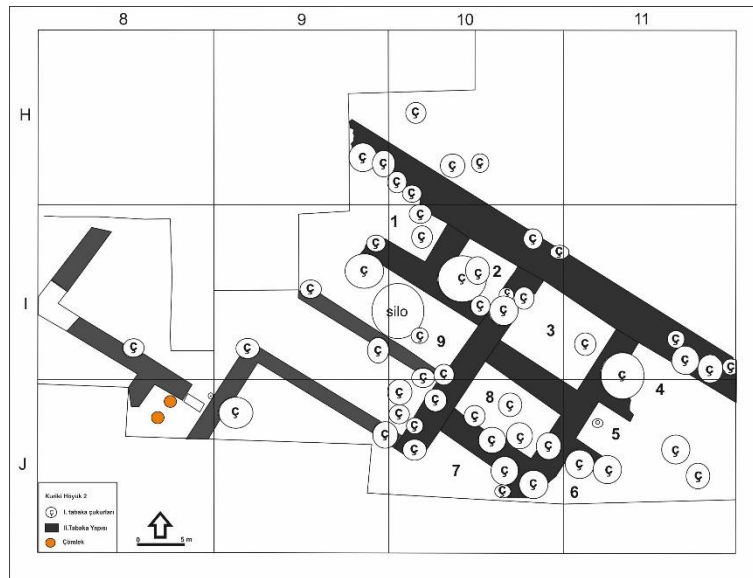 8 9 10 11
H
ç
ç ç ç ç
ç
ç
1 ç
ç ç
ç ç
ç ç ç 2
I ç ç ç
silo ç ç
3
ç 9 ç
ç ç ç ç
ç ç ç
ç ç ç 4
ç ç 8
ç ç ç ç
ç 5
ç ç ç ç ç ç
J 7 ç ç ç ç
ç ç 6
Kuriki Höyük 2
ç I. tabaka çukurları
II.Tabaka Yapısı
Çömlek
0 5 m